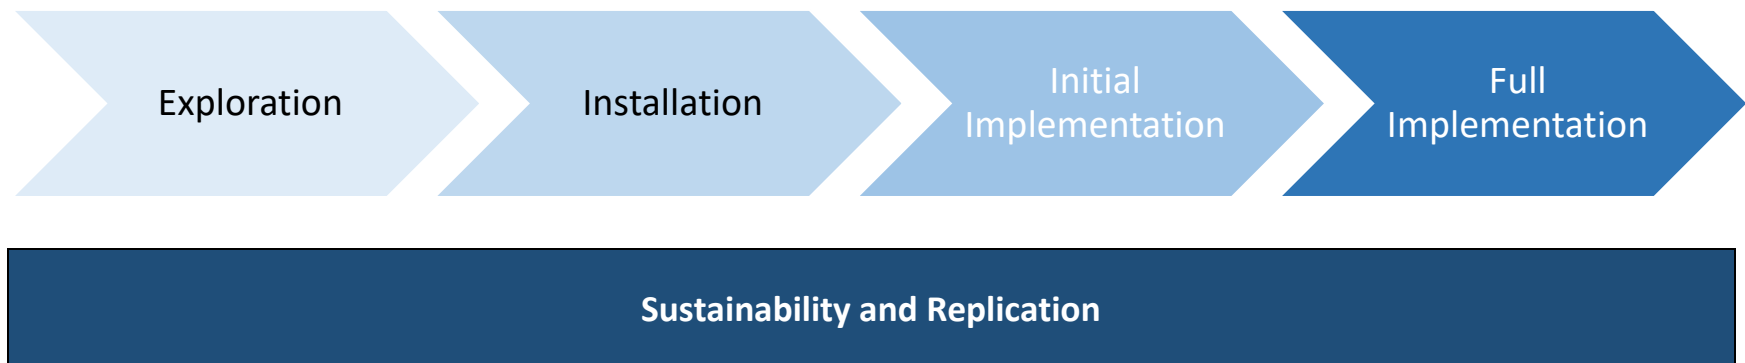 Exploration
Installation
Initial
Implementation
Full
Implementation
Sustainability and Replication